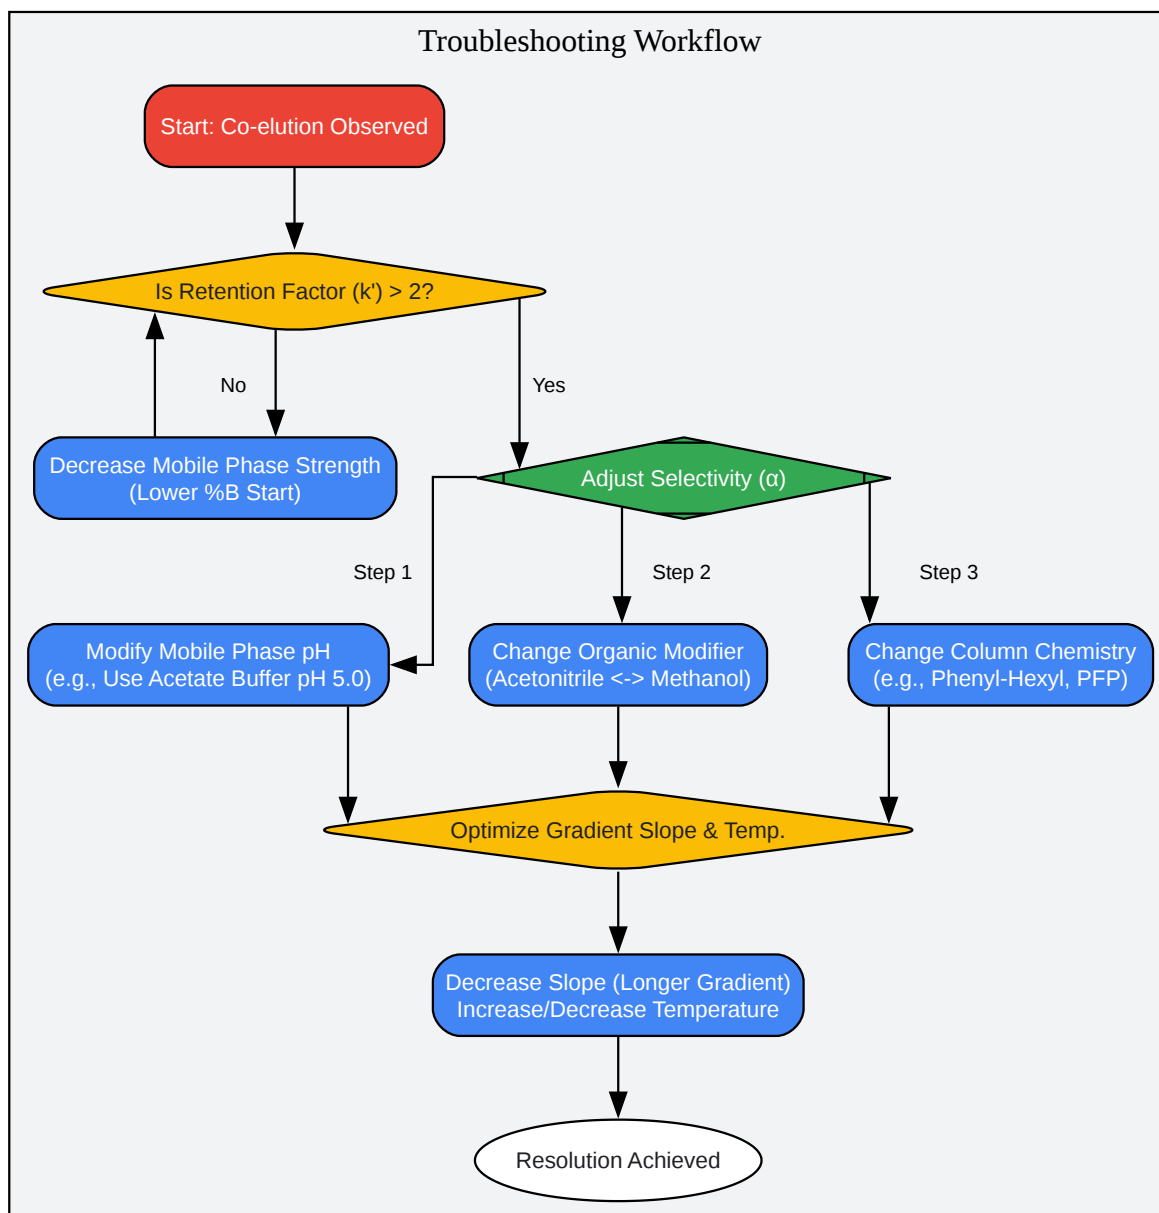 Troubleshooting Workflow
Start: Co-elution Observed
Is Retention Factor (k') > 2?
No
Yes
Decrease Mobile Phase Strength
(Lower %B Start)
Adjust Selectivity (α)
Step 1
Step 2
Step 3
Modify Mobile Phase pH
(e.g., Use Acetate Buffer pH 5.0)
Change Organic Modifier
(Acetonitrile <-> Methanol)
Change Column Chemistry
(e.g., Phenyl-Hexyl, PFP)
Optimize Gradient Slope & Temp.
Decrease Slope (Longer Gradient)
Increase/Decrease Temperature
Resolution Achieved